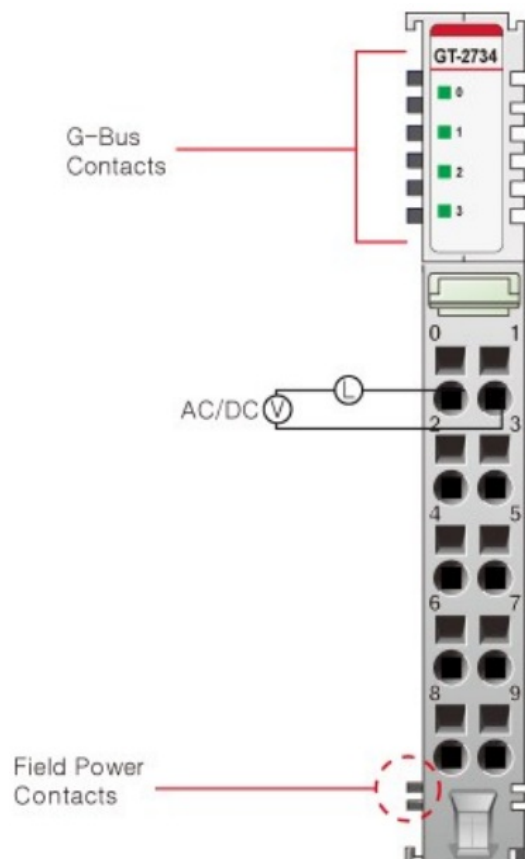 GT-2734
0
1
2
3
G-Bus
Contacts
0 1
AC/DC V L
2 3
4 5
6 7
8 9
Field Power
Contacts